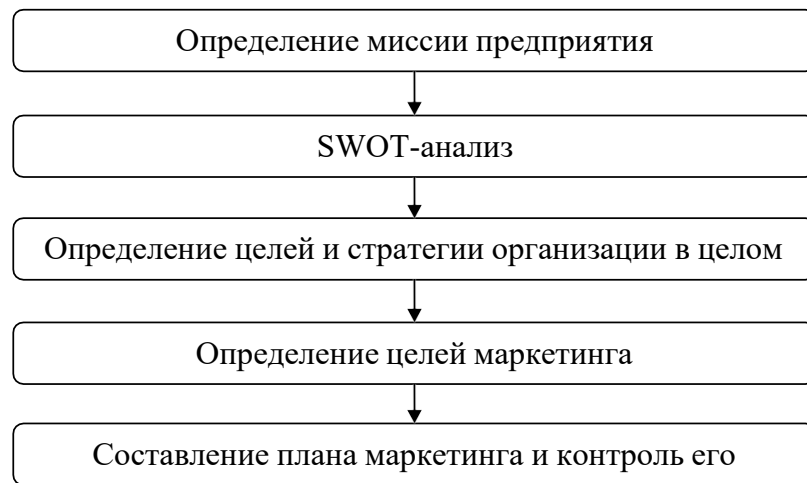 Определение миссии предприятия
SWOT-анализ
Определение целей и стратегии организации в целом
Определение целей маркетинга
Составление плана маркетинга и контроль его